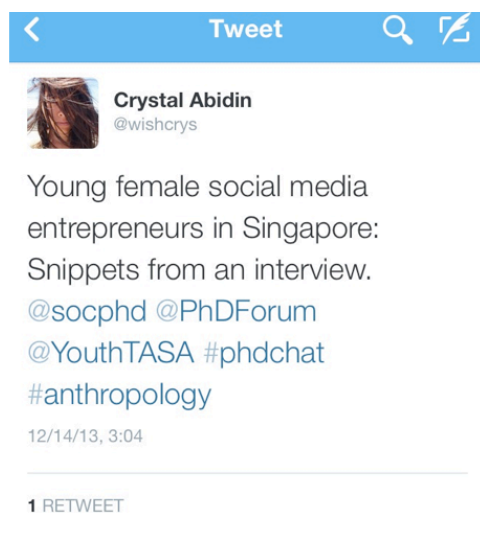 Tweet
Crystal Abidin
@wishcrys
Young female social media
entrepreneurs in Singapore:
Snippets from an interview.
@socphd @PhDForum
@YouthTASA #phdchat
#anthropology
12/14/13, 3:04
1 RETWEET